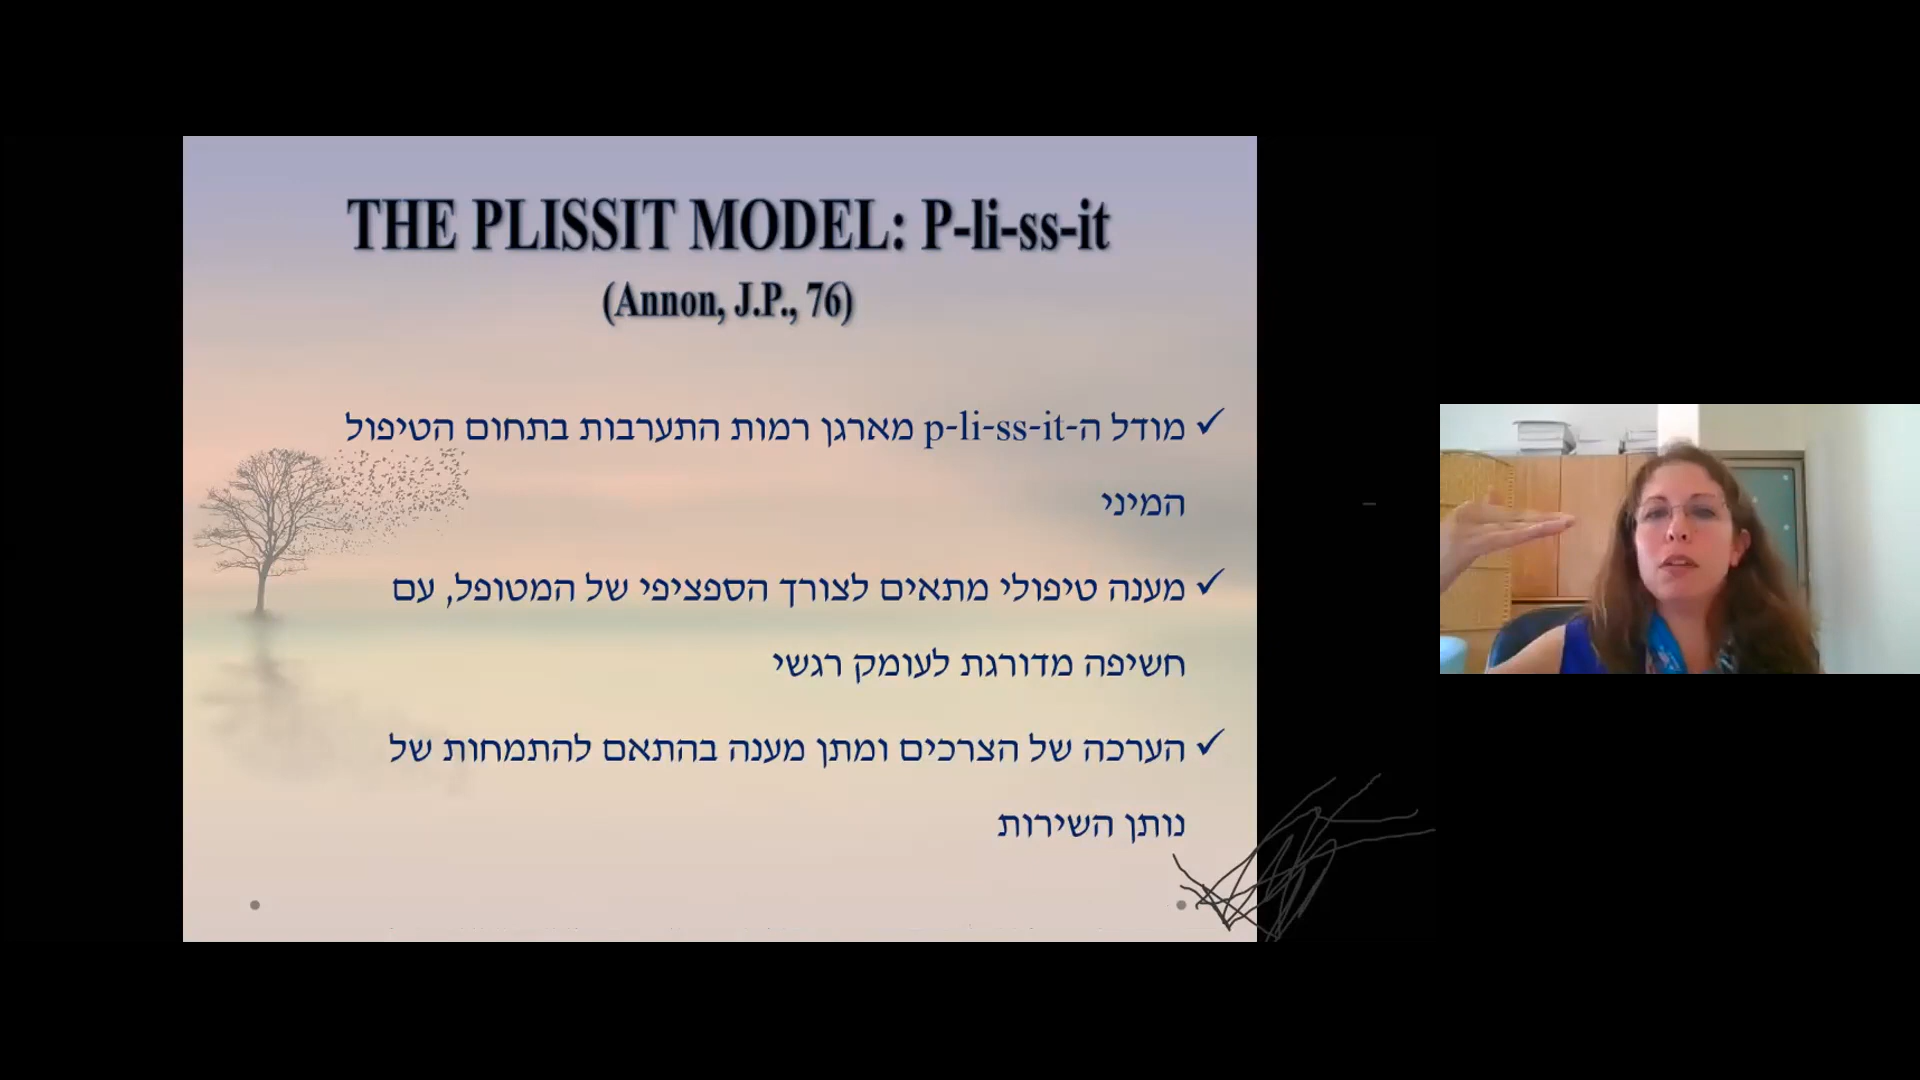 THE PLISSIT MODEL: P-li-ss-it
(Annon, J.P., 76)
✓ מודל ה-p-li-ss-it מארגן רמות התערבות בתחום הטיפול
המיני
✓ מענה טיפולי מתאים לצורך הספציפי של המטופל, עם
חשיפה מדורגת לעומק רגשי
✓ הערכה של הצרכים ומתן מענה בהתאם להתמחות של
נותן השירות